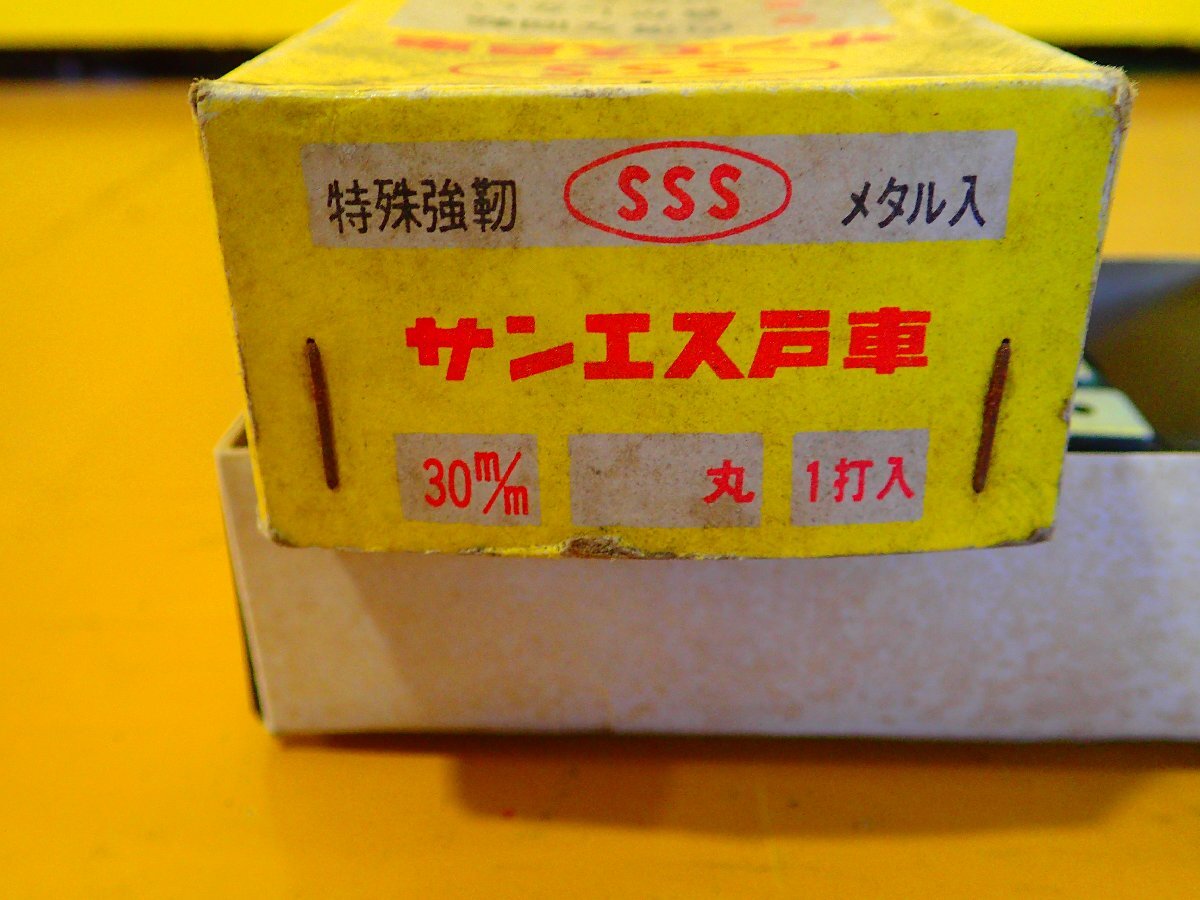 特殊強靭 SSS メタル入
サンエス戸車
30m/m 丸 1打入